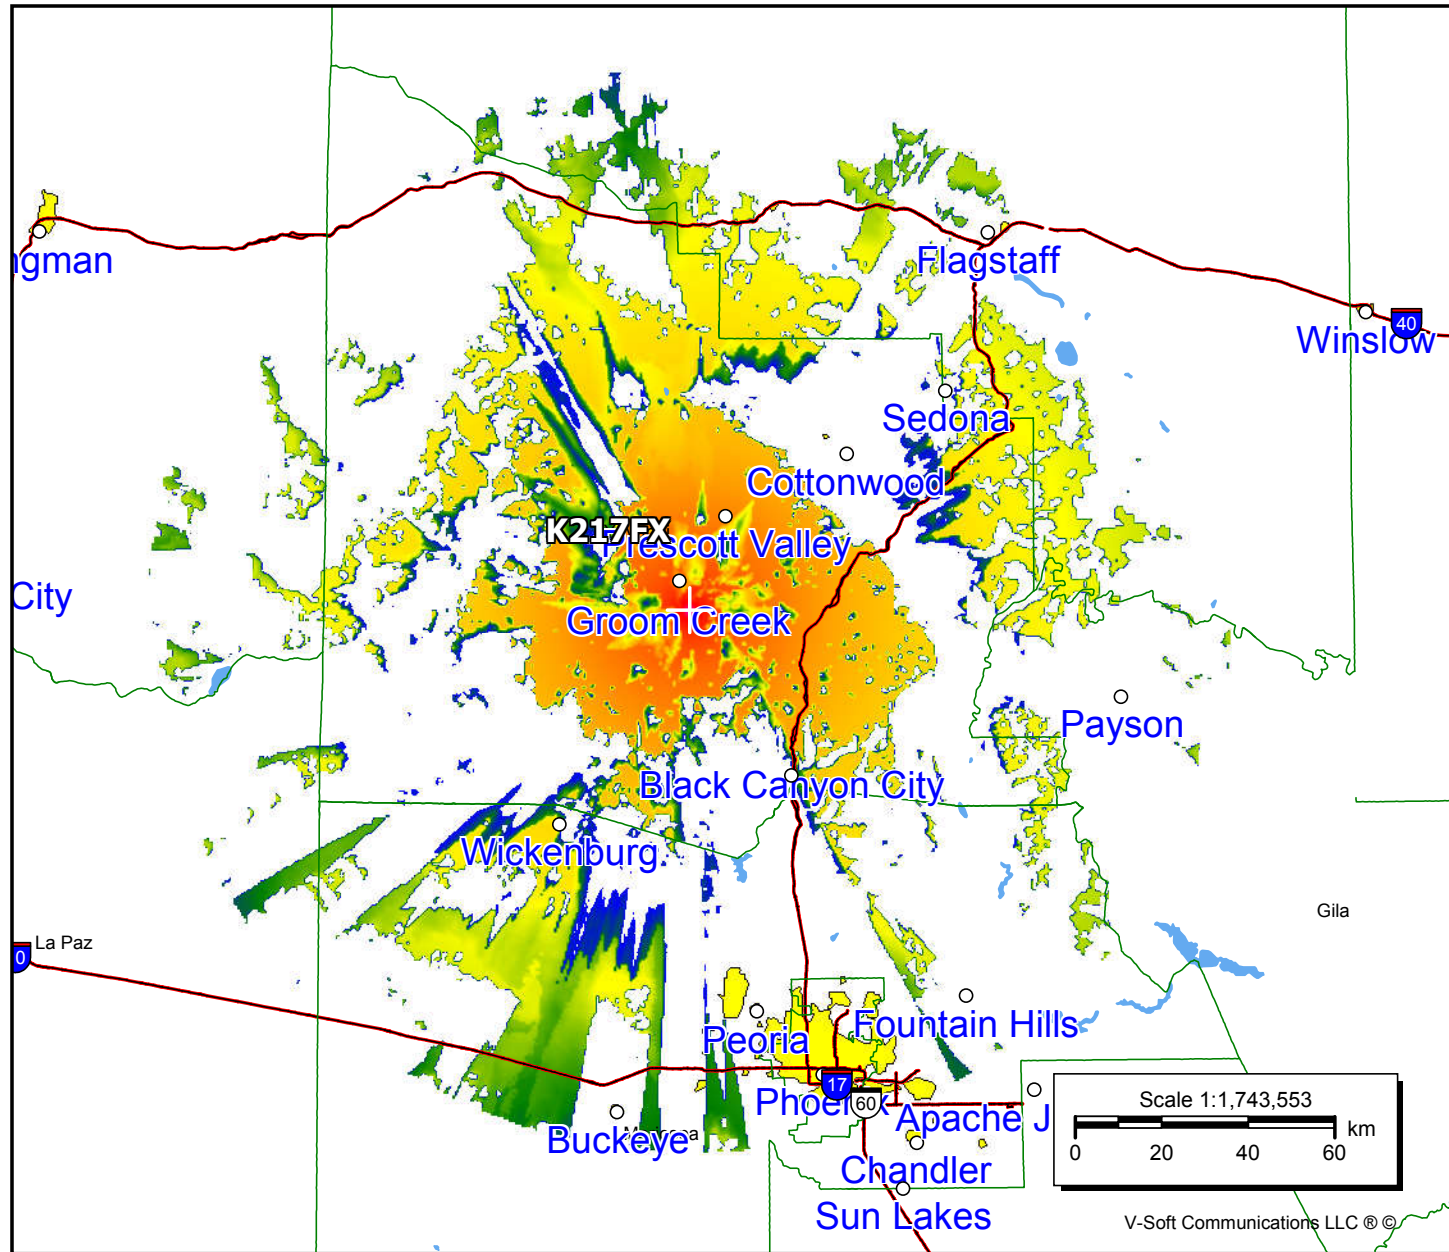 ngman
Flagstaff
40
Winslow
Sedona
Cottonwood
K217FX
Prescott Valley
City
Groom Creek
Payson
Black Canyon City
Wickenburg
Gila
La Paz
0
Fountain Hills
Peoria
17
Phoenix
60
Apache J
Buckeye
Chandler
Sun Lakes
Scale 1:1,743,553
km
0 20 40 60
V-Soft Communications LLC ® ©